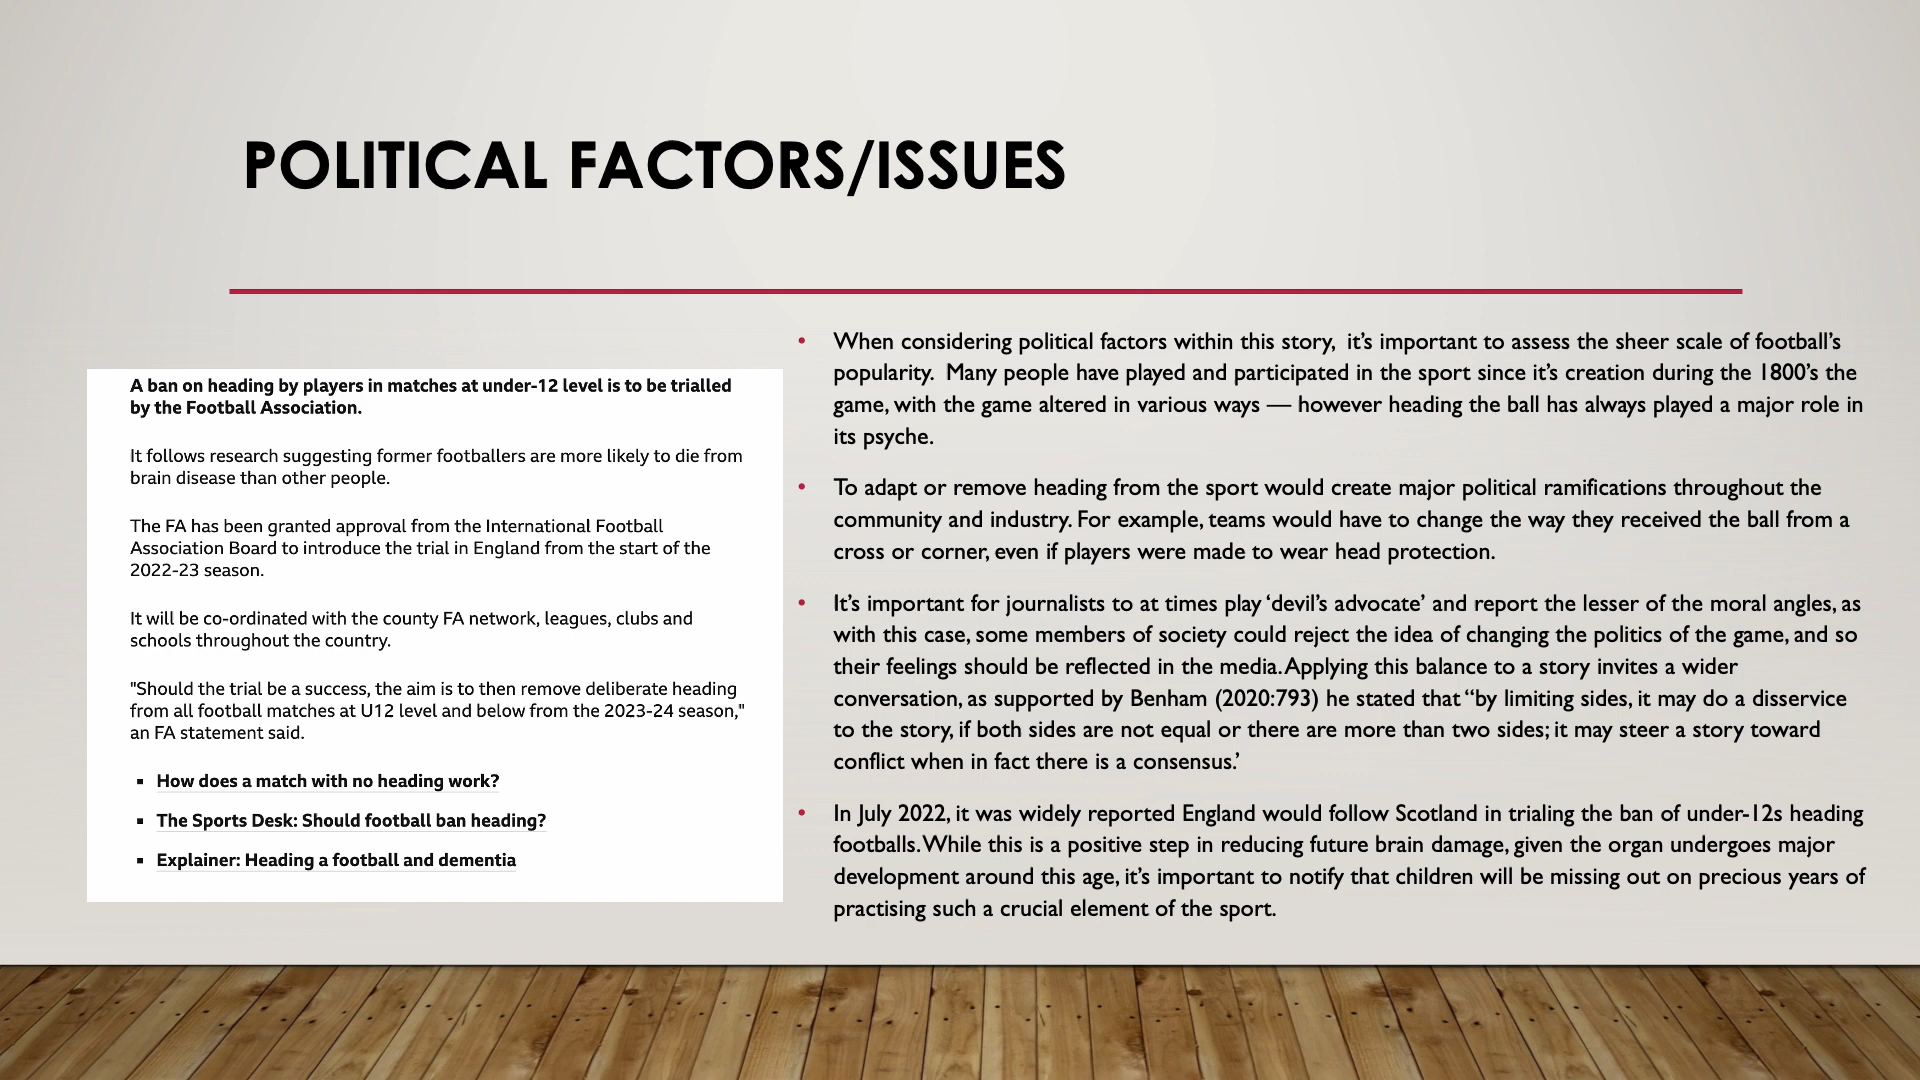 POLITICAL FACTORS/ISSUES
A ban on heading by players in matches at under-12 level is to be trialled
by the Football Association.
It follows research suggesting former footballers are more likely to die from
brain disease than other people.
The FA has been granted approval from the International Football
Association Board to introduce the trial in England from the start of the
2022-23 season.
It will be co-ordinated with the county FA network, leagues, clubs and
schools throughout the country.
"Should the trial be a success, the aim is to then remove deliberate heading
from all football matches at U12 level and below from the 2023-24 season,"
an FA statement said.
▪ How does a match with no heading work?
▪ The Sports Desk: Should football ban heading?
▪ Explainer: Heading a football and dementia
• When considering political factors within this story,  it’s important to assess the sheer scale of football’s
popularity.  Many people have played and participated in the sport since it’s creation during the 1800’s the
game, with the game altered in various ways — however heading the ball has always played a major role in
its psyche.
• To adapt or remove heading from the sport would create major political ramifications throughout the
community and industry. For example, teams would have to change the way they received the ball from a
cross or corner, even if players were made to wear head protection.
• It’s important for journalists to at times play ‘devil’s advocate’ and report the lesser of the moral angles, as
with this case, some members of society could reject the idea of changing the politics of the game, and so
their feelings should be reflected in the media. Applying this balance to a story invites a wider
conversation, as supported by Benham (2020:793) he stated that “by limiting sides, it may do a disservice
to the story, if both sides are not equal or there are more than two sides; it may steer a story toward
conflict when in fact there is a consensus.’
• In July 2022, it was widely reported England would follow Scotland in trialing the ban of under-12s heading
footballs. While this is a positive step in reducing future brain damage, given the organ undergoes major
development around this age, it’s important to notify that children will be missing out on precious years of
practising such a crucial element of the sport.